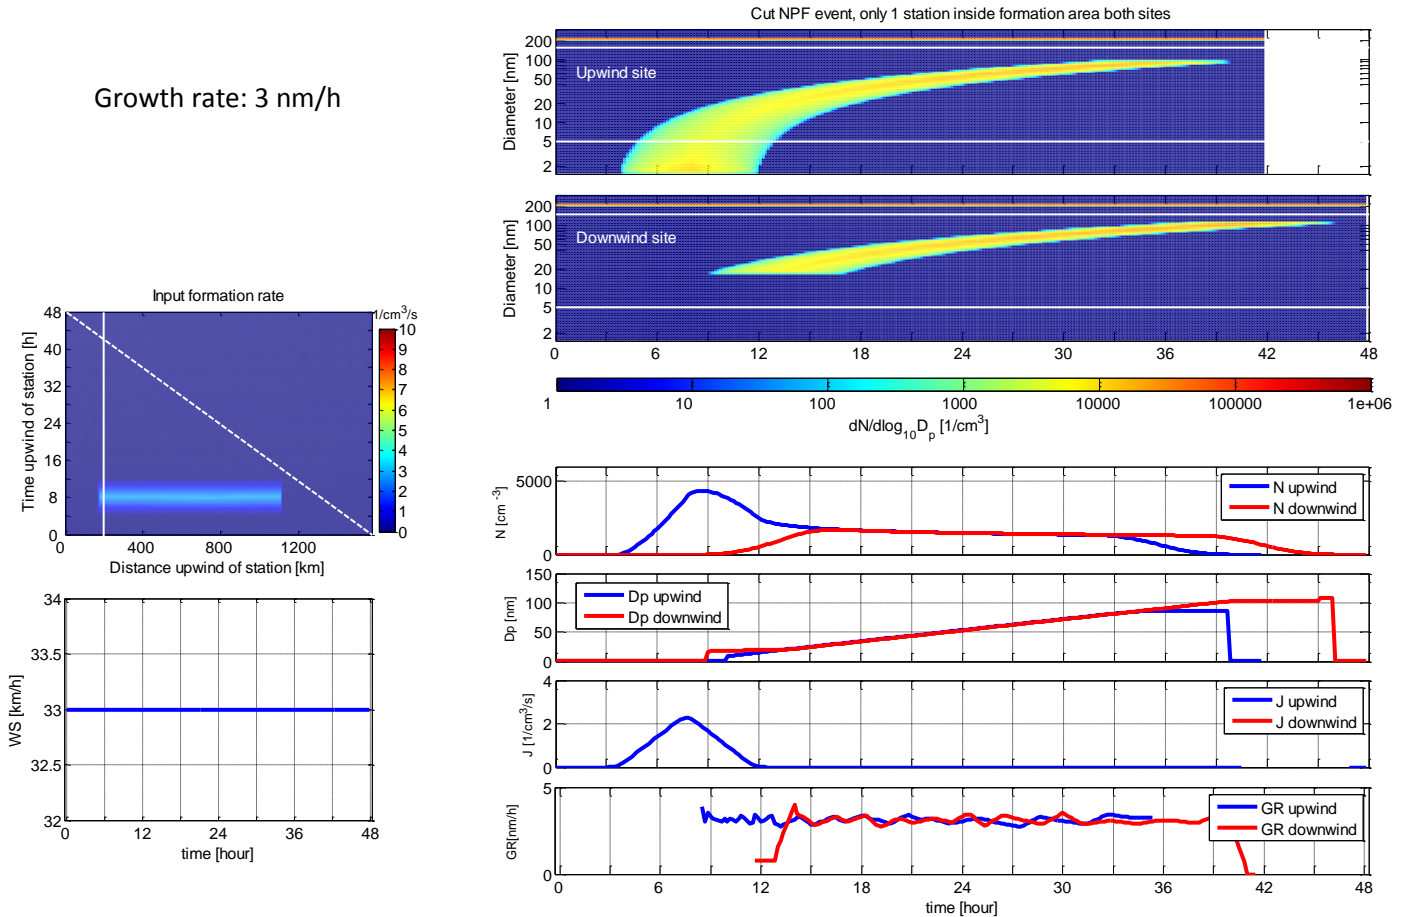 Growth rate: 3 nm/h
Cut NPF event, only 1 station inside formation area both sites
Diameter [nm]
200
100
50
20
10
5
2
Upwind site
Diameter [nm]
200
100
50
20
10
5
2
Downwind site
0 6 12 18 24 30 36 42 48
1 10 100 1000 10000 100000 1e+06
dN/dlog10Dp [1/cm3]
Input formation rate
Time upwind of station [h]
48
40
32
24
16
8
0
0 400 800 1200
Distance upwind of station [km]
1/cm3/s
10
9
8
7
6
5
4
3
2
1
0
WS [km/h]
34
33.5
33
32.5
32
0 12 24 36 48
time [hour]
N [cm -3]
5000
0
N upwind
N downwind
Dp [nm]
150
100
50
0
Dp upwind
Dp downwind
J [1/cm3/s]
4
2
0
J upwind
J downwind
GR[nm/h]
5
0
GR upwind
GR downwind
0 6 12 18 24 30 36 42 48
time [hour]